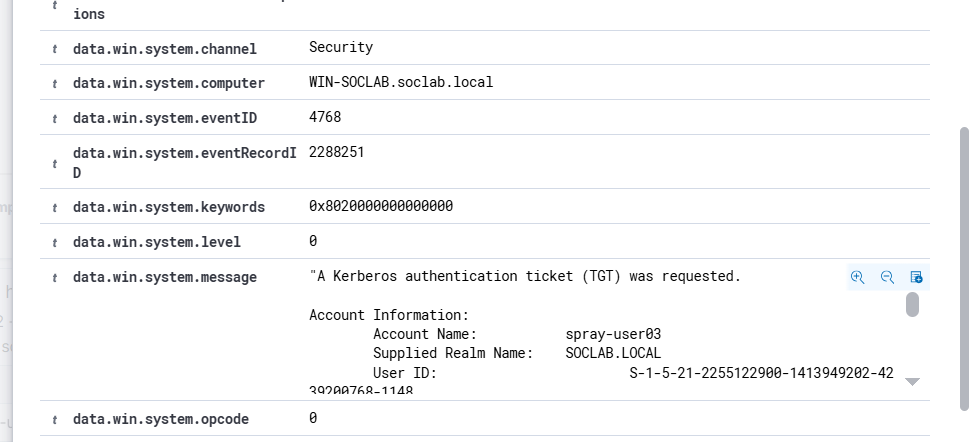 ions
t data.win.system.channel Security
t data.win.system.computer WIN-SOCLAB.soclab.local
t data.win.system.eventID 4768
t data.win.system.eventRecordI 2288251
D
t data.win.system.keywords 0x8020000000000000
t data.win.system.level 0
t data.win.system.message "A Kerberos authentication ticket (TGT) was requested.
Account Information:
Account Name: spray-user03
Supplied Realm Name: SOCLAB.LOCAL
User ID: S-1-5-21-2255122900-1413949202-42
39200768-1148
t data.win.system.opcode 0